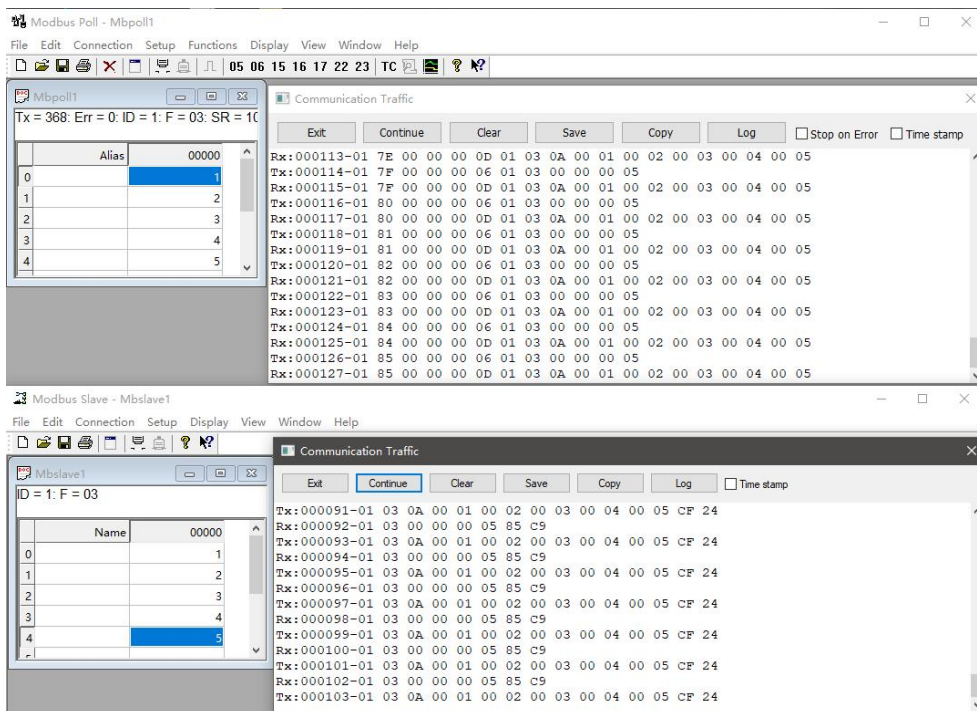 Modbus Poll - Mbpoll1
File Edit Connection Setup Functions Display View Window Help
05 06 15 16 17 22 23 TC
Mbpoll1
Tx = 368: Err = 0: ID = 1: F = 03: SR = 10
Alias 00000
0 1
1 2
2 3
3 4
4 5
Communication Traffic
Exit Continue Clear Save Copy Log Stop on Error Time stamp
Rx:000113-01 7E 00 00 00 0D 01 03 0A 00 01 00 02 00 03 00 04 00 05
Tx:000114-01 7F 00 00 00 06 01 03 00 00 00 05
Rx:000115-01 7F 00 00 00 0D 01 03 0A 00 01 00 02 00 03 00 04 00 05
Tx:000116-01 80 00 00 00 06 01 03 00 00 00 05
Rx:000117-01 80 00 00 00 0D 01 03 0A 00 01 00 02 00 03 00 04 00 05
Tx:000118-01 81 00 00 00 06 01 03 00 00 00 05
Rx:000119-01 81 00 00 00 0D 01 03 0A 00 01 00 02 00 03 00 04 00 05
Tx:000120-01 82 00 00 00 06 01 03 00 00 00 05
Rx:000121-01 82 00 00 00 0D 01 03 0A 00 01 00 02 00 03 00 04 00 05
Tx:000122-01 83 00 00 00 06 01 03 00 00 00 05
Rx:000123-01 83 00 00 00 0D 01 03 0A 00 01 00 02 00 03 00 04 00 05
Tx:000124-01 84 00 00 00 06 01 03 00 00 00 05
Rx:000125-01 84 00 00 00 0D 01 03 0A 00 01 00 02 00 03 00 04 00 05
Tx:000126-01 85 00 00 00 06 01 03 00 00 00 05
Rx:000127-01 85 00 00 00 0D 01 03 0A 00 01 00 02 00 03 00 04 00 05
Modbus Slave - Mbslave1
File Edit Connection Setup Display View Window Help
Mbslave1
ID = 1: F = 03
Name 00000
0 1
1 2
2 3
3 4
4 5
Communication Traffic
Exit Continue Clear Save Copy Log Time stamp
Tx:000091-01 03 0A 00 01 00 02 00 03 00 04 00 05 CF 24
Rx:000092-01 03 00 00 00 05 85 C9
Tx:000093-01 03 0A 00 01 00 02 00 03 00 04 00 05 CF 24
Rx:000094-01 03 00 00 00 05 85 C9
Tx:000095-01 03 0A 00 01 00 02 00 03 00 04 00 05 CF 24
Rx:000096-01 03 00 00 00 05 85 C9
Tx:000097-01 03 0A 00 01 00 02 00 03 00 04 00 05 CF 24
Rx:000098-01 03 00 00 00 05 85 C9
Tx:000099-01 03 0A 00 01 00 02 00 03 00 04 00 05 CF 24
Rx:000100-01 03 00 00 00 05 85 C9
Tx:000101-01 03 0A 00 01 00 02 00 03 00 04 00 05 CF 24
Rx:000102-01 03 00 00 00 05 85 C9
Tx:000103-01 03 0A 00 01 00 02 00 03 00 04 00 05 CF 24